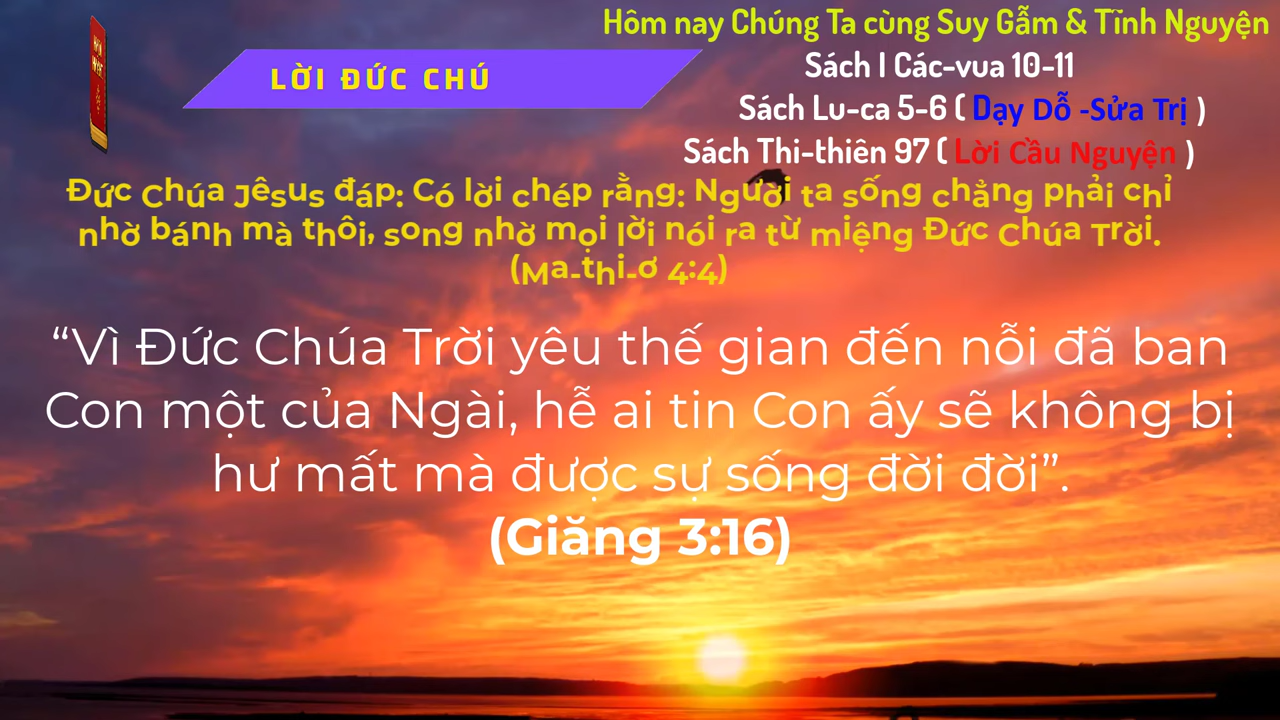 Hôm nay Chúng Ta cùng Suy Gẫm & Tĩnh Nguyện
LỜI ĐỨC CHÚ
Sách I Các-vua 10-11
Sách Lu-ca 5-6 ( Dạy Dỗ -Sửa Trị )
Sách Thi-thiên 97 ( Lời Cầu Nguyện )
Đức Chúa Jêsus đáp: Có lời chép rằng: Người ta sống chẳng phải chỉ
nhờ bánh mà thôi, song nhờ mọi lời nói ra từ miệng Đức Chúa Trời.
(Ma-thi-ơ 4:4)
“Vì Đức Chúa Trời yêu thế gian đến nỗi đã ban
Con một của Ngài, hễ ai tin Con ấy sẽ không bị
hư mất mà được sự sống đời đời”.
(Giăng 3:16)